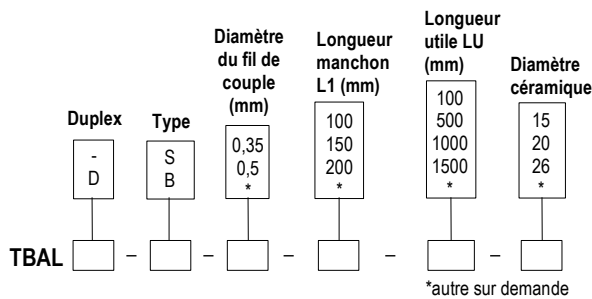 Duplex
-
D
Type
S
B
Diamètre
du fil de
couple
(mm)
0,35
0,5
*
Longueur
manchon
L1 (mm)
100
150
200
*
Longueur
utile LU
(mm)
100
500
1000
1500
*
Diamètre
céramique
15
20
26
*
TBAL – – – – –
*autre sur demande